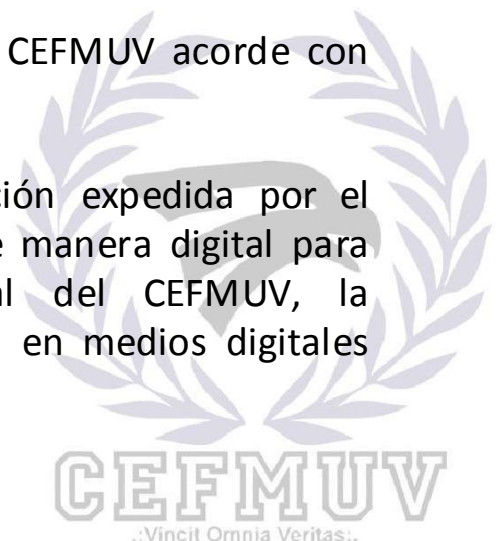 CEFMUV acorde con
ción expedida por el
e manera digital para
al del CEFMUV, la
en medios digitales
CEFMUV
.:Vincit Omnia Veritas:.